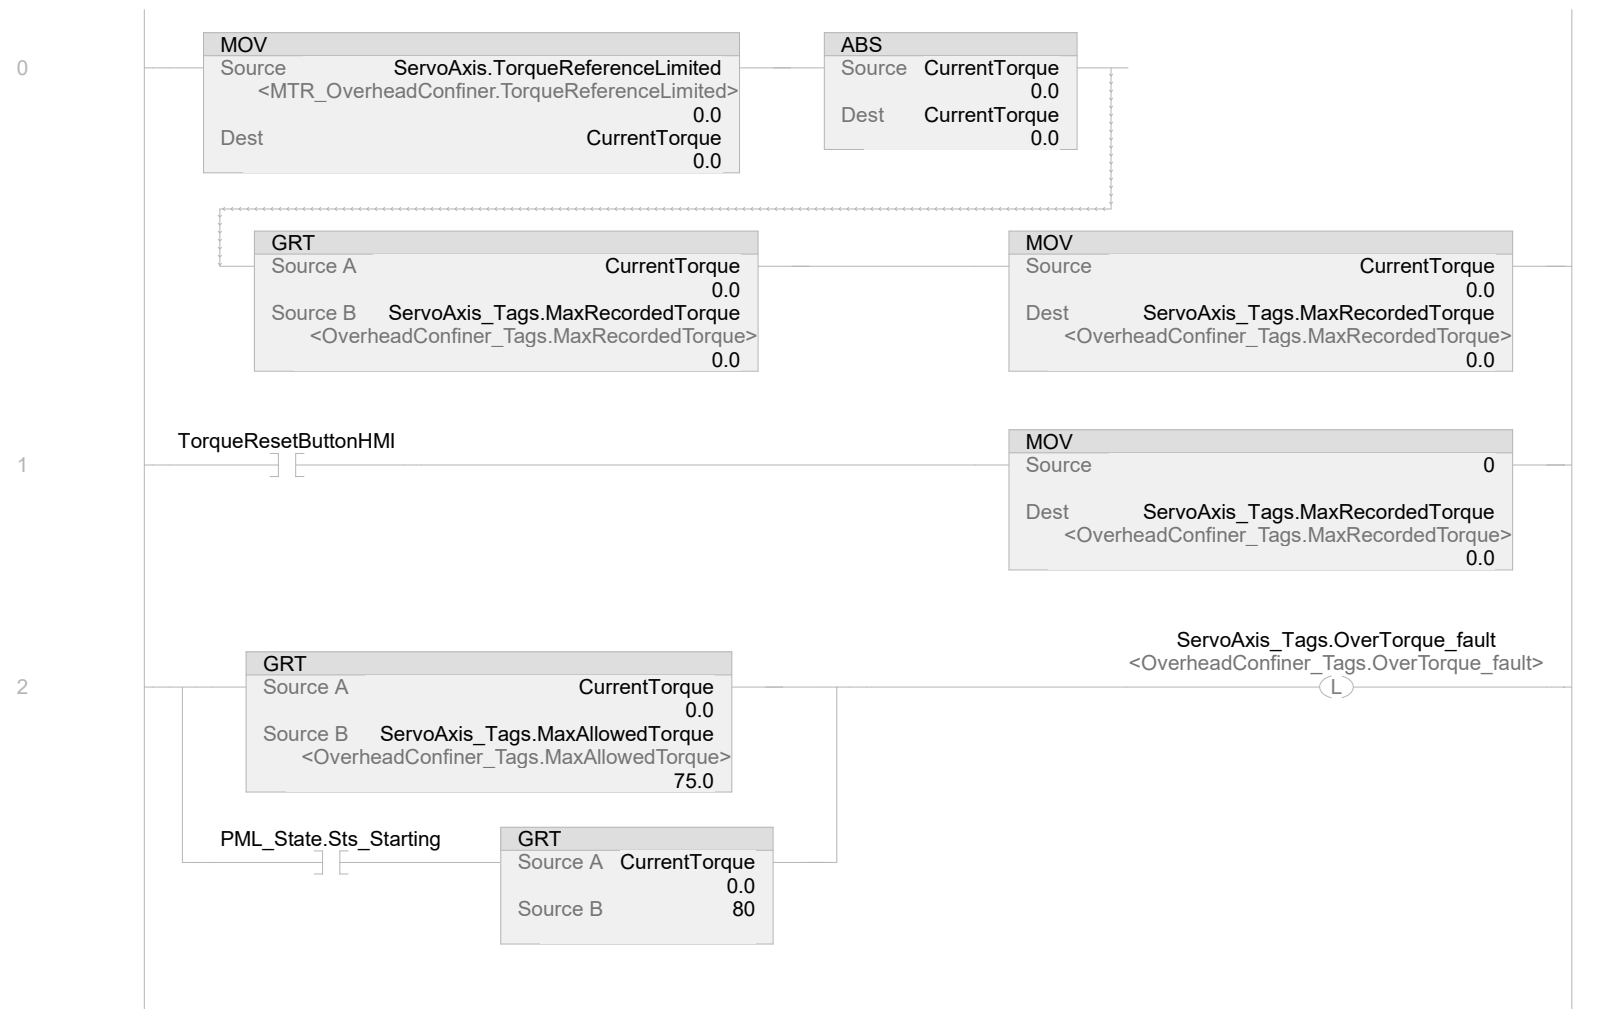 0
MOV
Source ServoAxis.TorqueReferenceLimited
<MTR_OverheadConfiner.TorqueReferenceLimited>
0.0
Dest CurrentTorque
0.0
ABS
Source CurrentTorque
0.0
Dest CurrentTorque
0.0
GRT
Source A CurrentTorque
0.0
Source B ServoAxis_Tags.MaxRecordedTorque
<OverheadConfiner_Tags.MaxRecordedTorque>
0.0
MOV
Source CurrentTorque
0.0
Dest ServoAxis_Tags.MaxRecordedTorque
<OverheadConfiner_Tags.MaxRecordedTorque>
0.0
1
TorqueResetButtonHMI
MOV
Source 0
Dest ServoAxis_Tags.MaxRecordedTorque
<OverheadConfiner_Tags.MaxRecordedTorque>
0.0
2
GRT
Source A CurrentTorque
0.0
Source B ServoAxis_Tags.MaxAllowedTorque
<OverheadConfiner_Tags.MaxAllowedTorque>
75.0
ServoAxis_Tags.OverTorque_fault
<OverheadConfiner_Tags.OverTorque_fault>
L
PML_State.Sts_Starting
GRT
Source A CurrentTorque
0.0
Source B 80